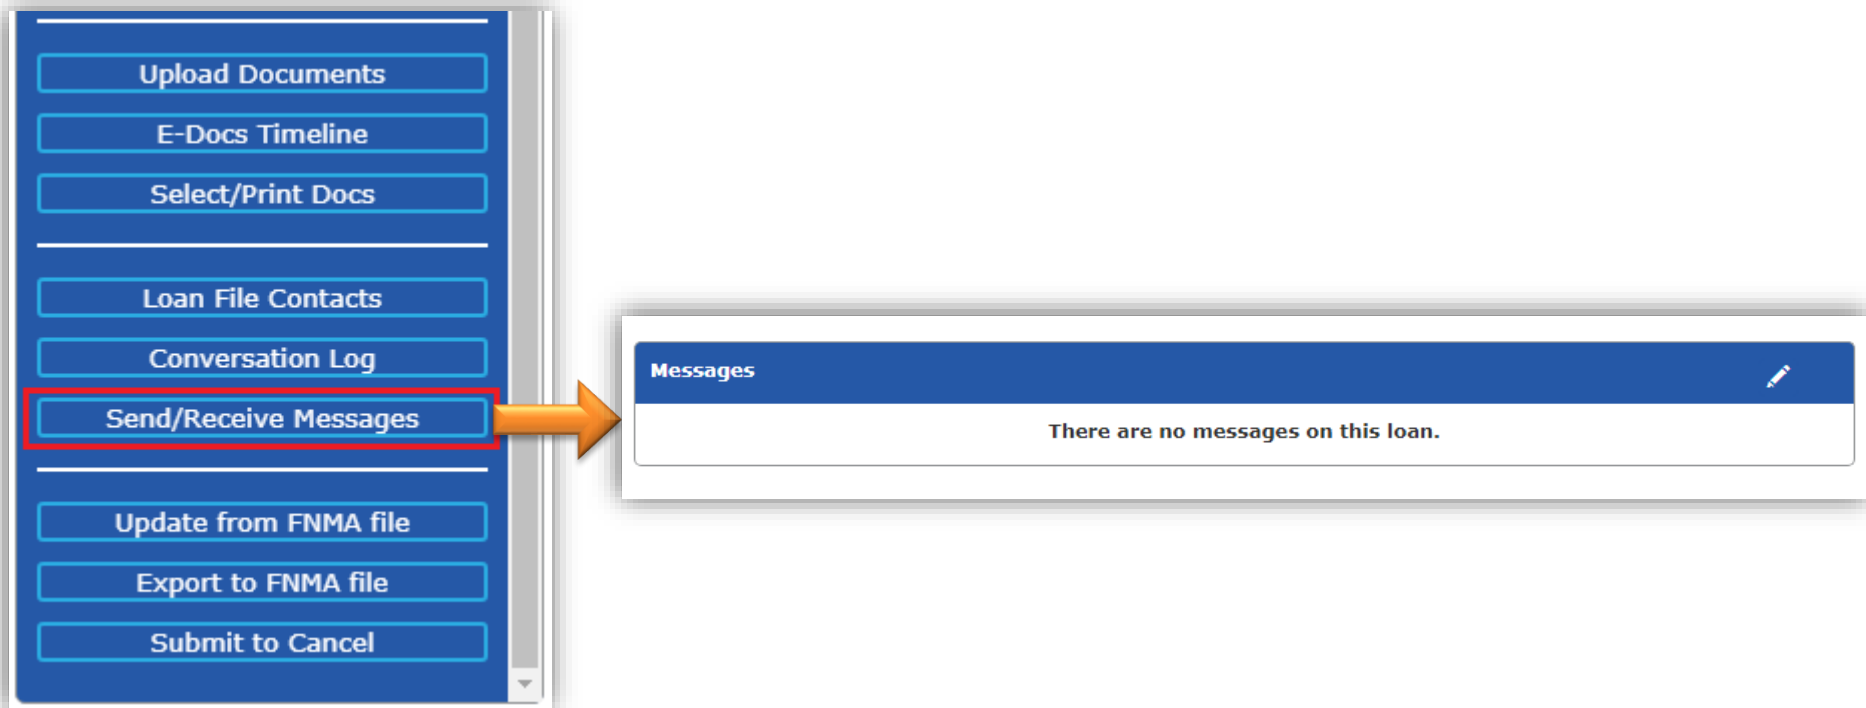 Upload Documents
E-Docs Timeline
Select/Print Docs
Loan File Contacts
Conversation Log
Send/Receive Messages
Update from FNMA file
Export to FNMA file
Submit to Cancel
Messages
There are no messages on this loan.